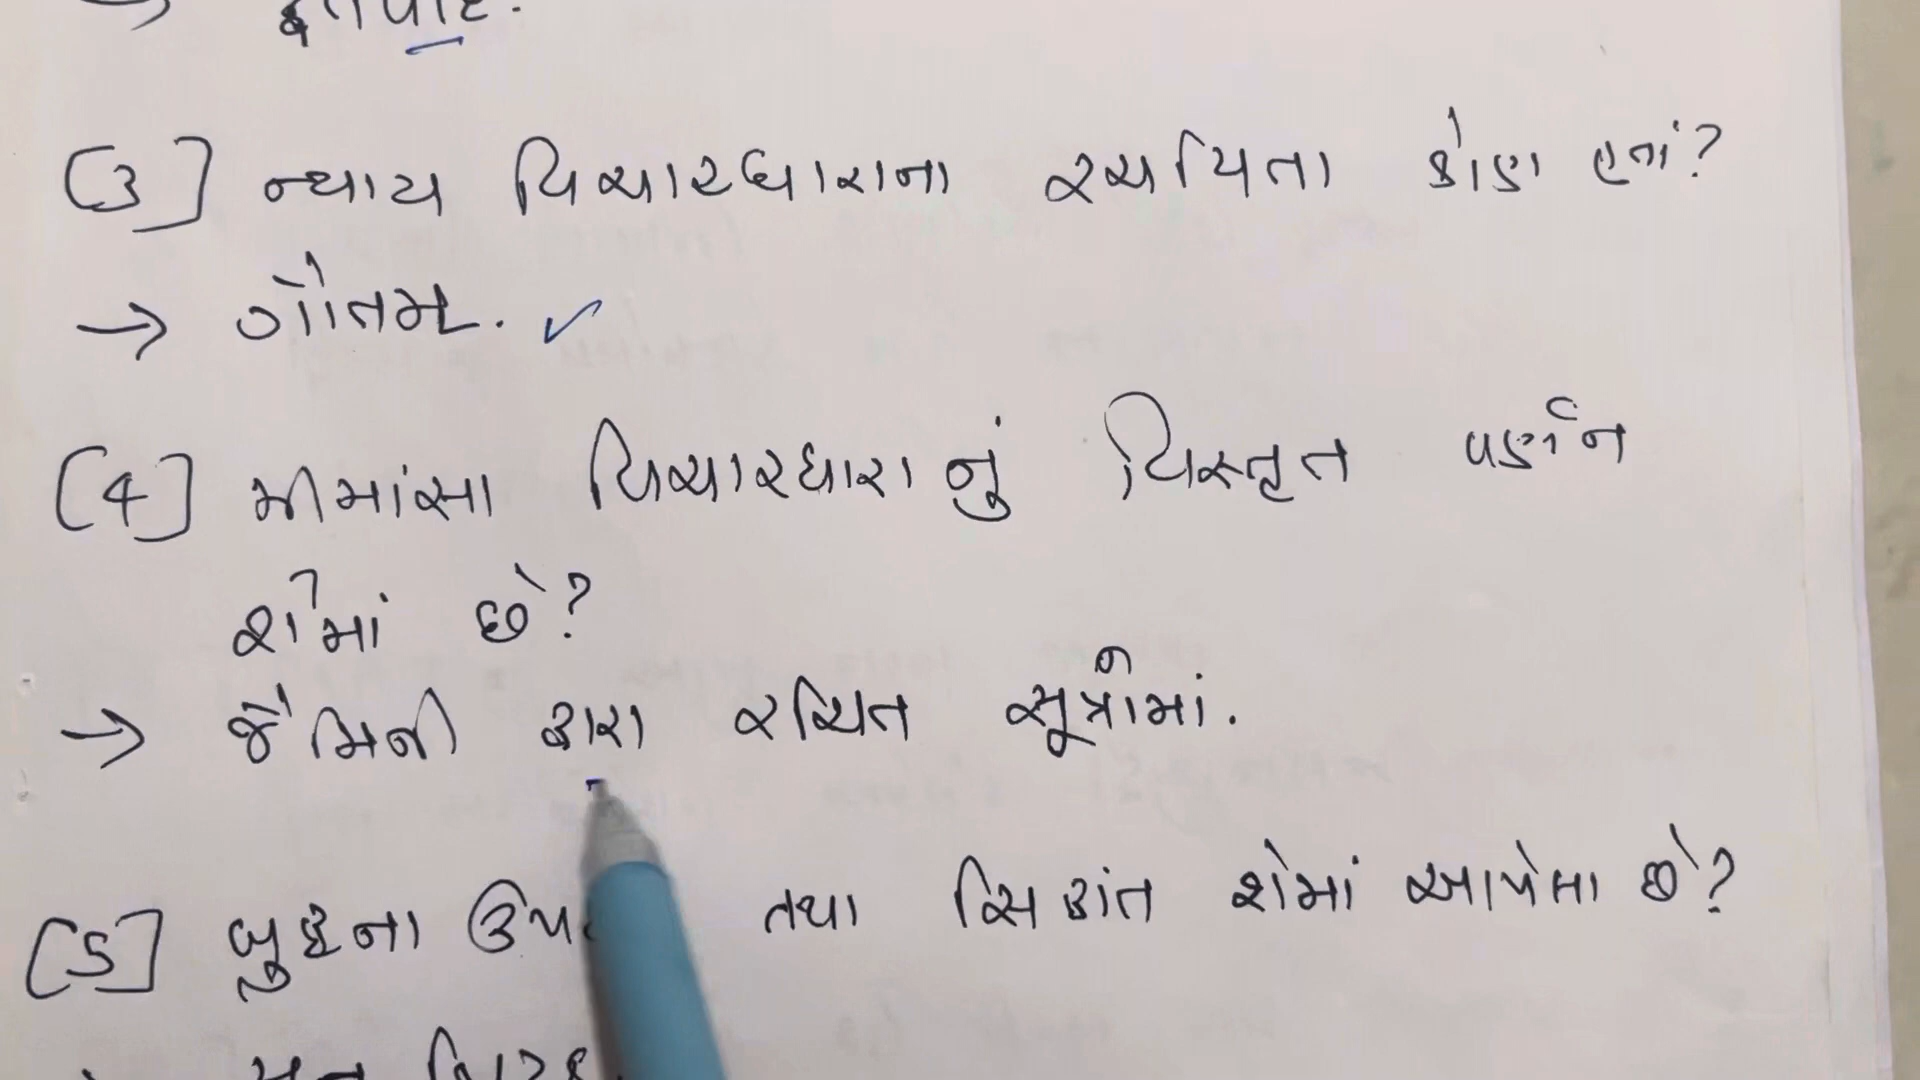 [3] ન્યાય વિચારધારાના રચયિતા કોણ હતાં?
→ ગૌતમ.
[4] મીમાંસા વિચારધારાનું વિસ્તૃત વર્ણન
શેમાં છે?
→ જૈમિની દ્વારા રચિત સૂત્રોમાં.
[5] બુદ્ધના તથા સિદ્ધાંત શેમાં આપેલા છે?